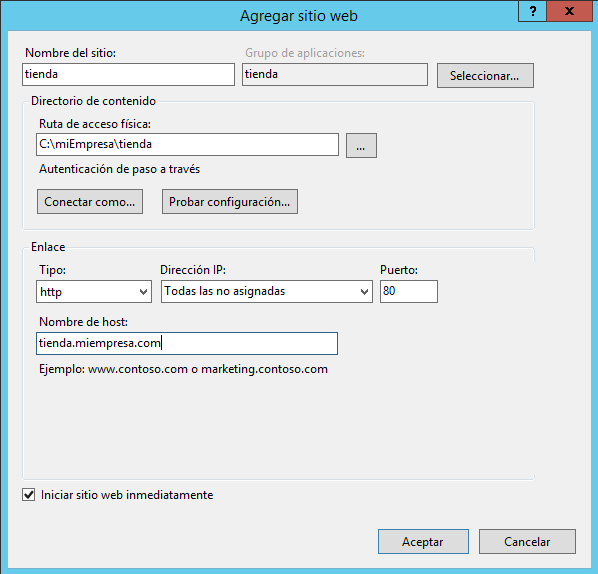 Agregar sitio web
? x
Nombre del sitio: Grupo de aplicaciones:
tienda tienda Seleccionar...
Directorio de contenido
Ruta de acceso física:
C:\miEmpresa\tienda ...
Autenticación de paso a través
Conectar como... Probar configuración...
Enlace
Tipo: Dirección IP: Puerto:
http Todas las no asignadas 80
Nombre de host:
tienda.miempresa.com
Ejemplo: www.contoso.com o marketing.contoso.com
Iniciar sitio web inmediatamente
Aceptar Cancelar